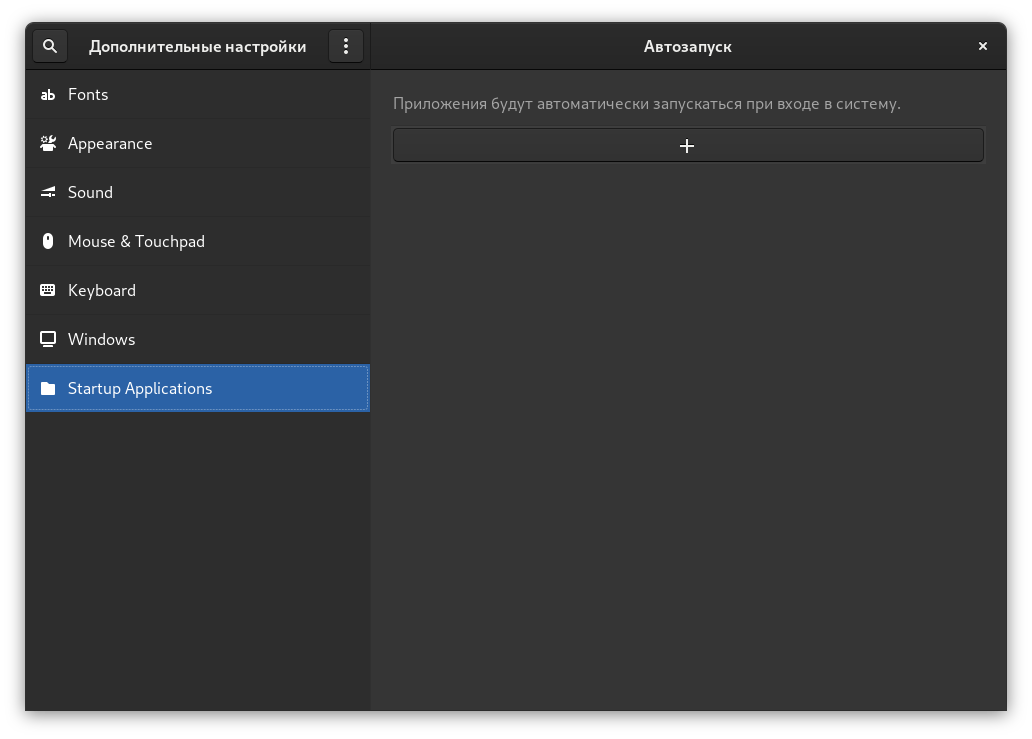 Дополнительные настройки
Автозапуск
Fonts
Appearance
Sound
Mouse & Touchpad
Keyboard
Windows
Startup Applications
Приложения будут автоматически запускаться при входе в систему.